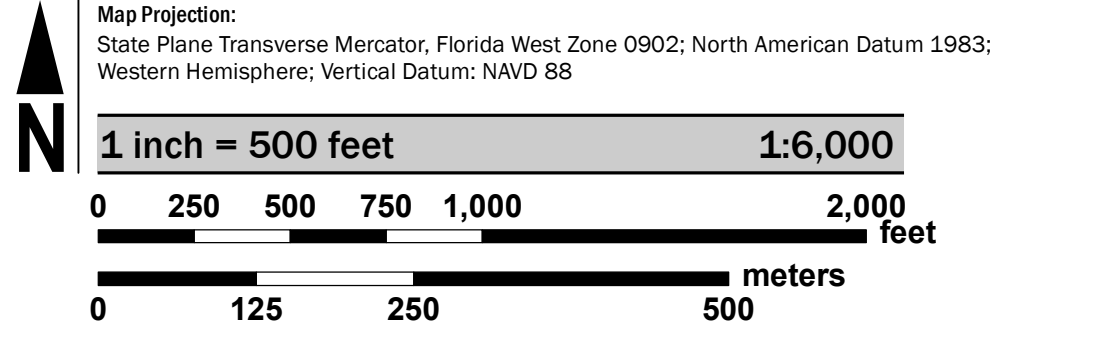 N
Map Projection:
State Plane Transverse Mercator, Florida West Zone 0902; North American Datum 1983;
Western Hemisphere; Vertical Datum: NAVD 88
1 inch = 500 feet 1:6,000
0 250 500 750 1,000 2,000
feet
meters
0 125 250 500